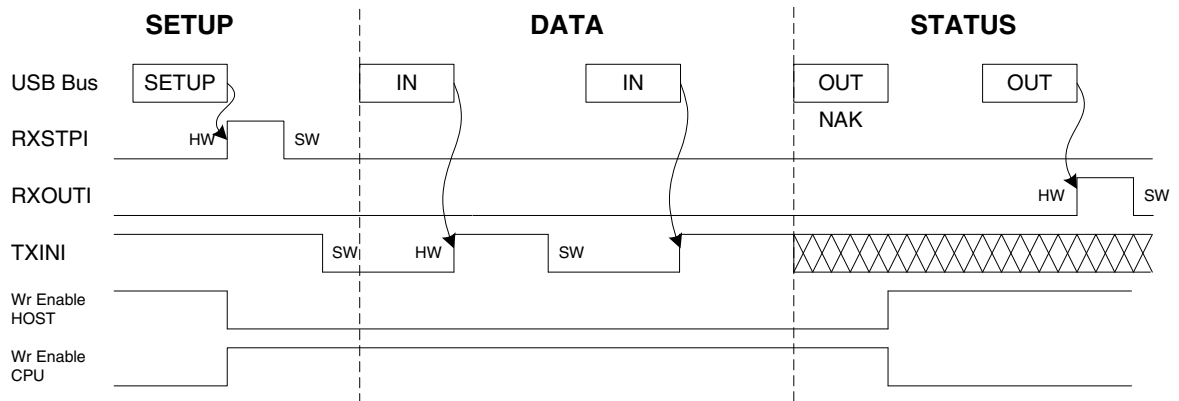 SETUP DATA STATUS
USB Bus SETUP IN IN OUT OUT
NAK
RXSTPI HW SW
RXOUTI HW SW
TXINI SW HW SW
Wr Enable
HOST
Wr Enable
CPU